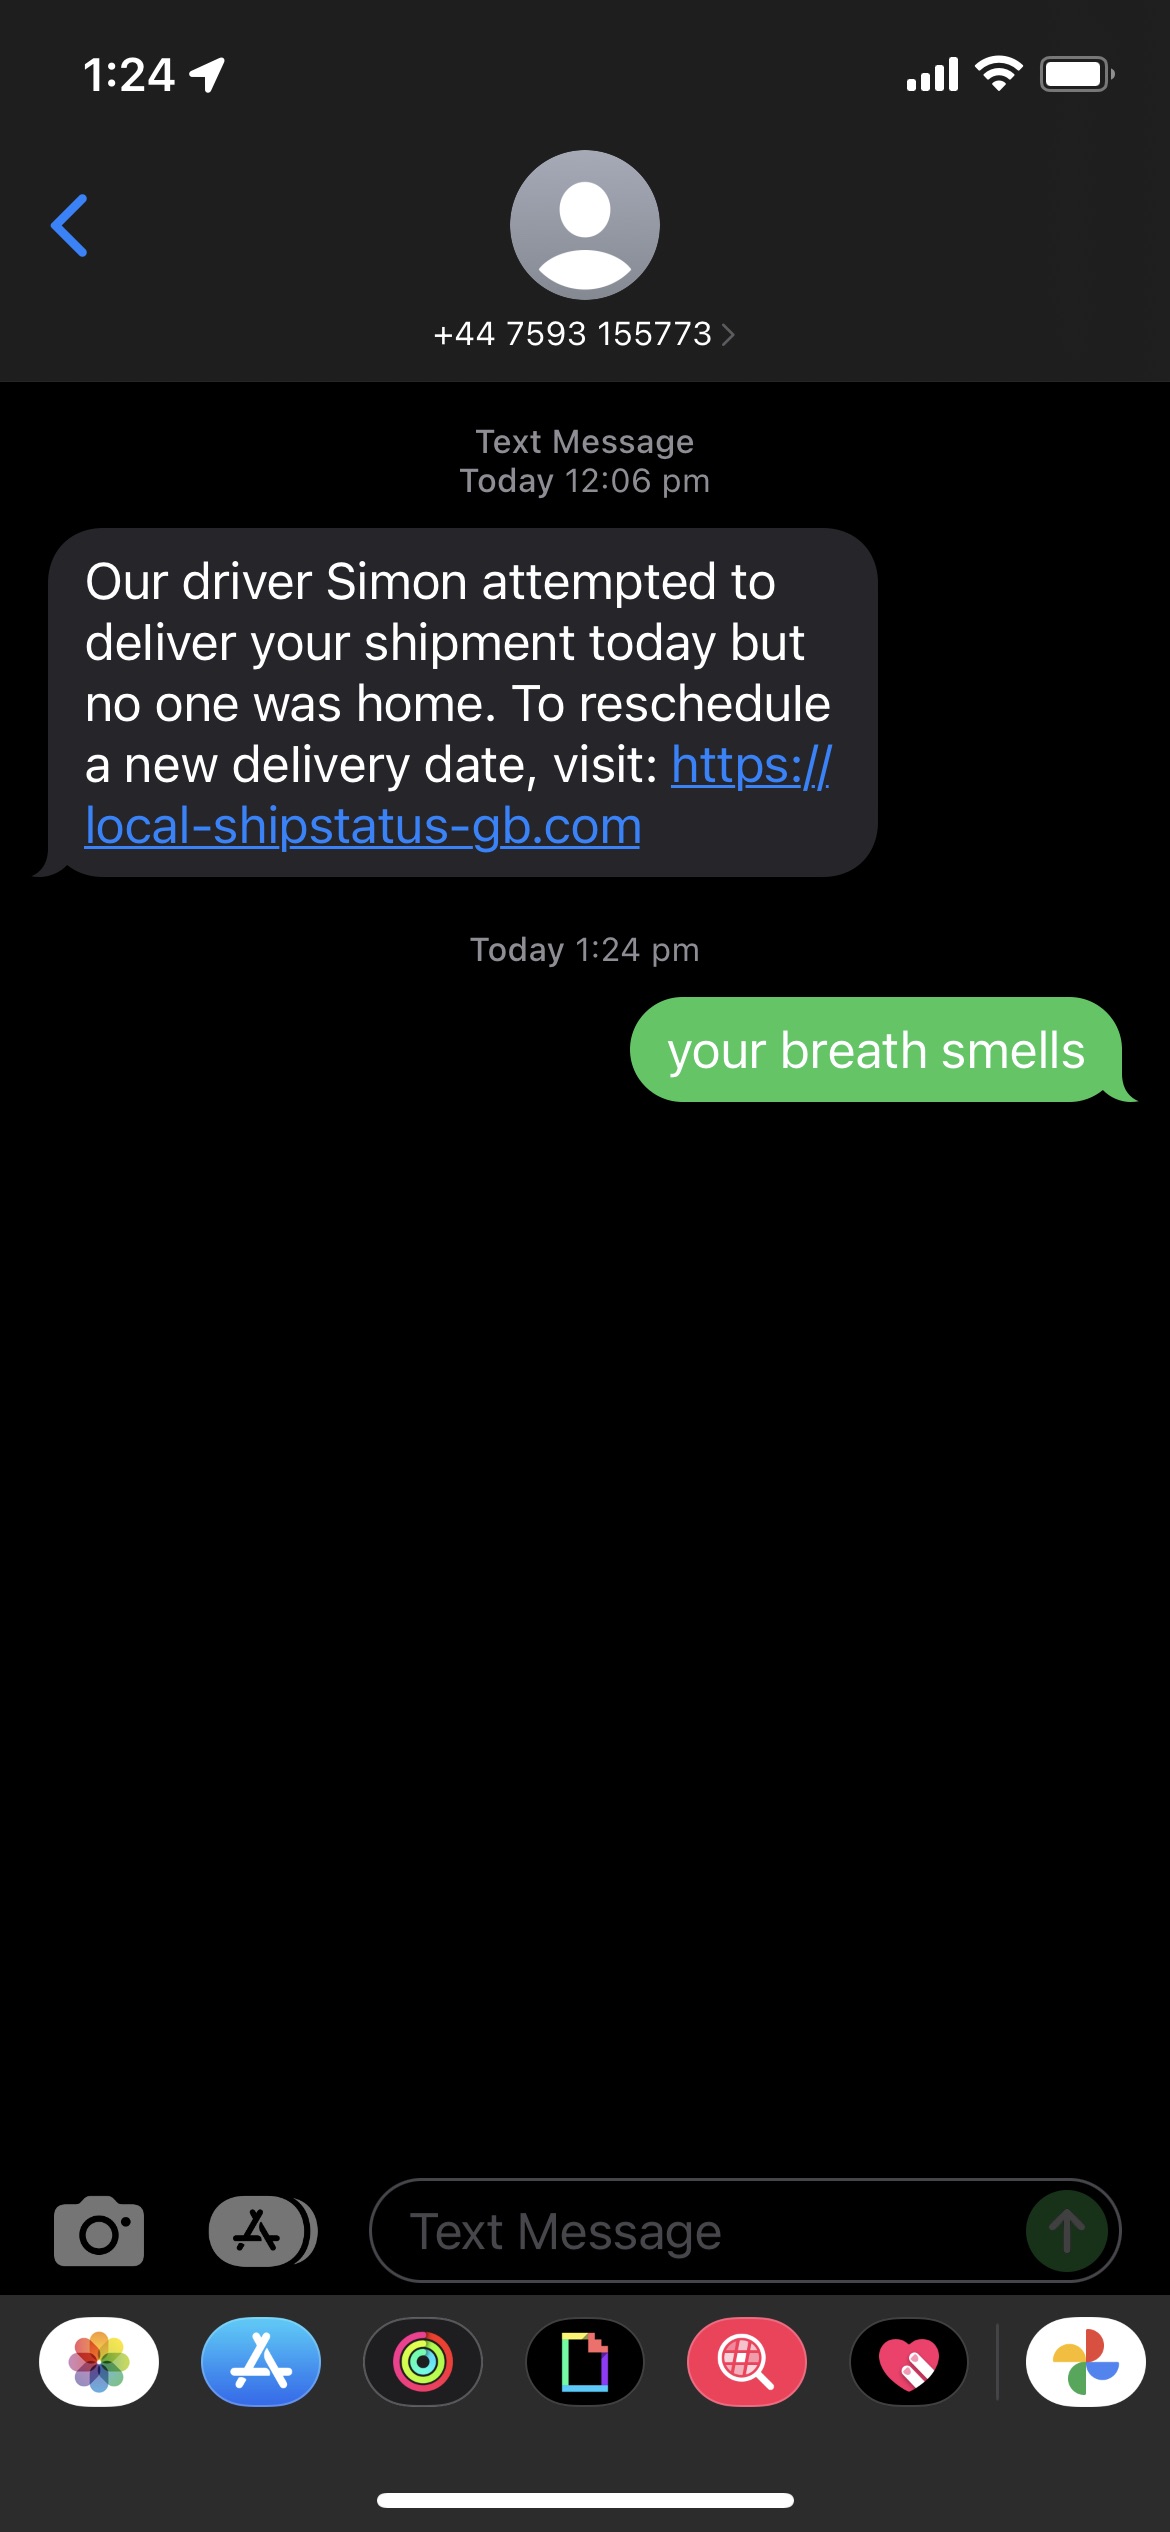 1:24
+44 7593 155773
Text Message
Today 12:06 pm
Our driver Simon attempted to
deliver your shipment today but
no one was home. To reschedule
a new delivery date, visit: https://
local-shipstatus-gb.com
Today 1:24 pm
your breath smells
Text Message